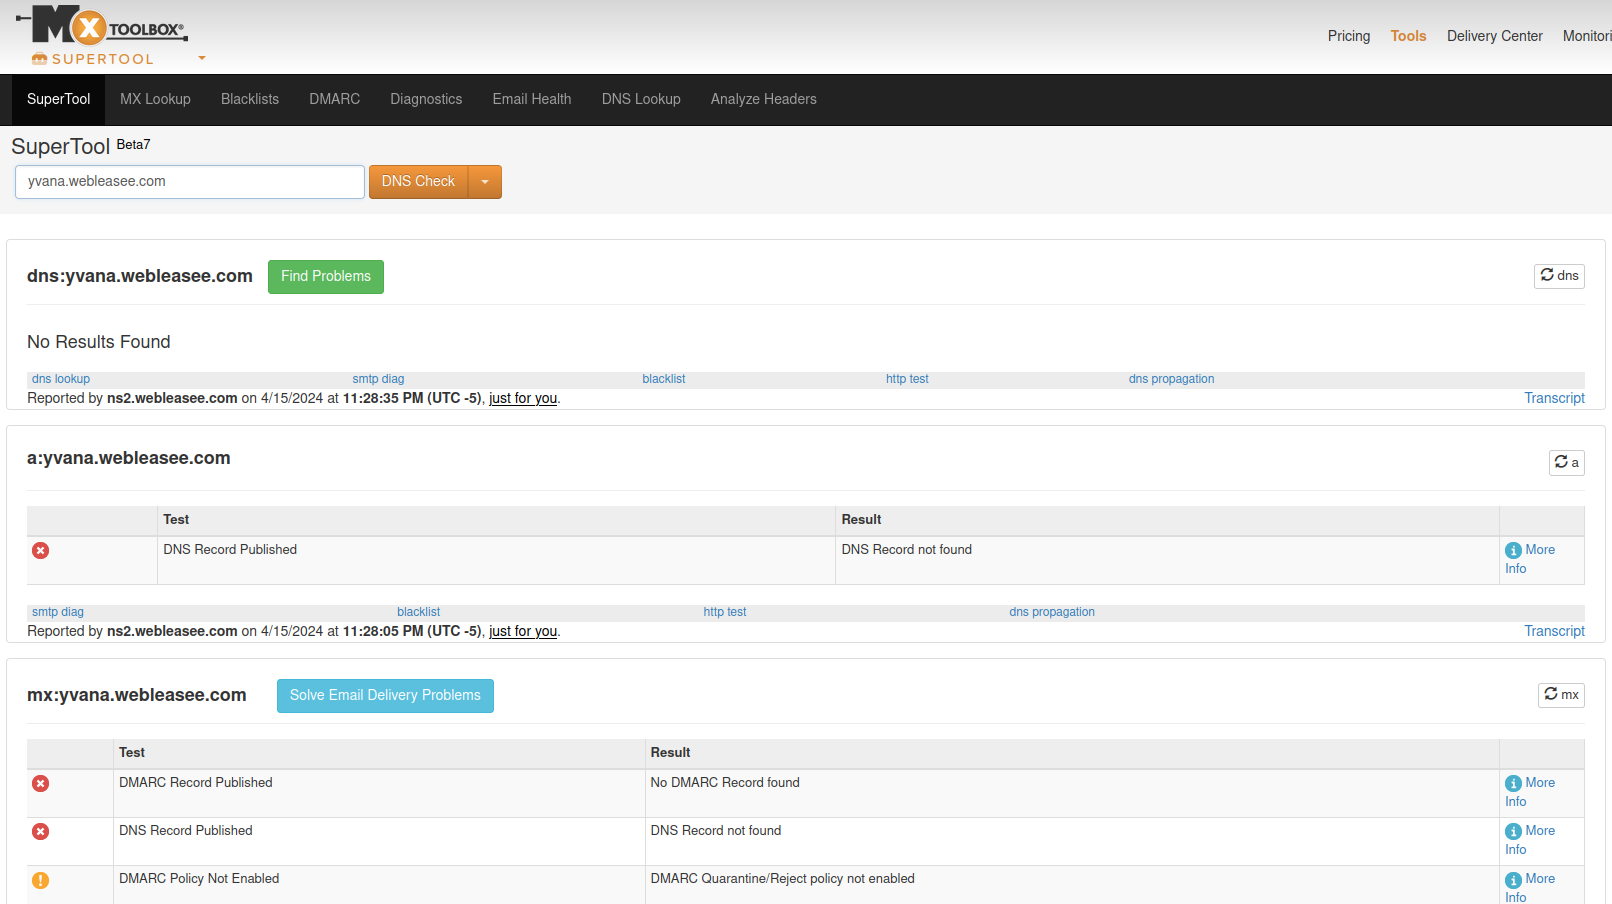 MX TOOLBOX®
SUPERTOOL
Pricing Tools Delivery Center Monitori
SuperTool MX Lookup Blacklists DMARC Diagnostics Email Health DNS Lookup Analyze Headers
SuperTool Beta7
yvana.webleasee.com DNS Check
dns:yvana.webleasee.com Find Problems dns
No Results Found
dns lookup smtp diag blacklist http test dns propagation
Reported by ns2.webleasee.com on 4/15/2024 at 11:28:35 PM (UTC -5), just for you. Transcript
a:yvana.webleasee.com a
Test Result
DNS Record Published DNS Record not found More
Info
smtp diag blacklist http test dns propagation
Reported by ns2.webleasee.com on 4/15/2024 at 11:28:05 PM (UTC -5), just for you. Transcript
mx:yvana.webleasee.com Solve Email Delivery Problems mx
Test Result
DMARC Record Published No DMARC Record found More
Info
DNS Record Published DNS Record not found More
Info
DMARC Policy Not Enabled DMARC Quarantine/Reject policy not enabled More
Info